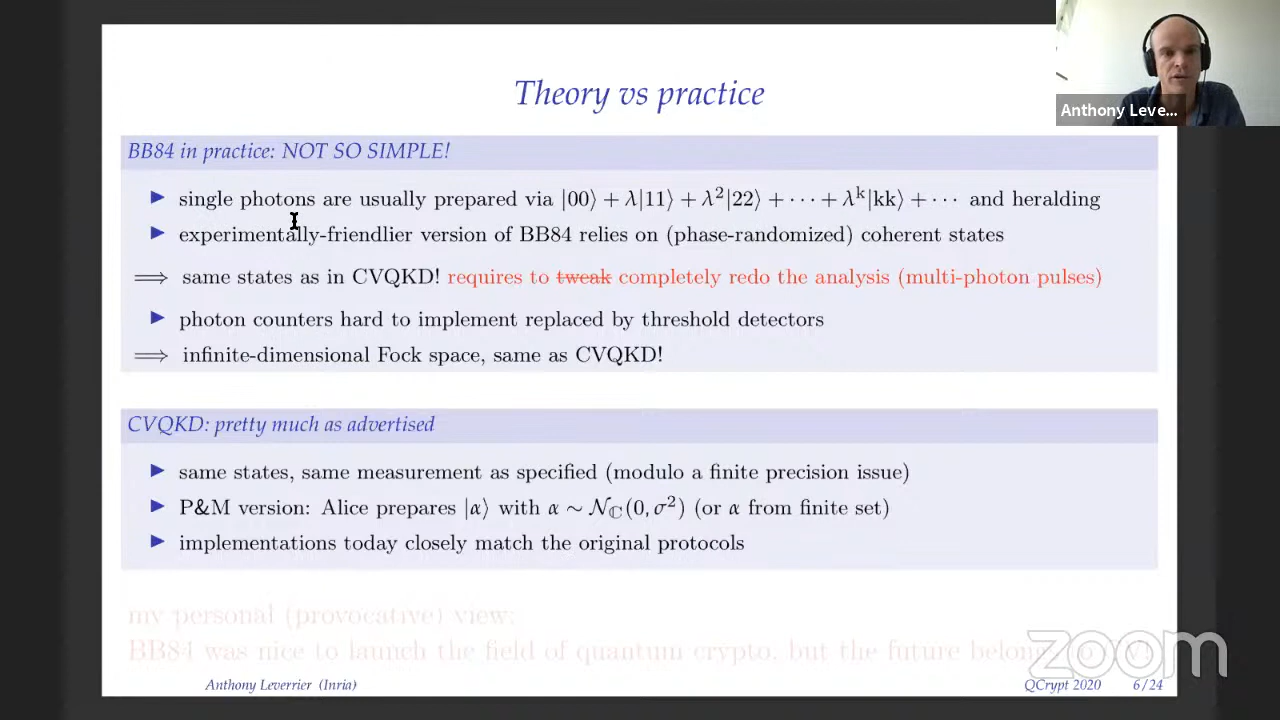 Theory vs practice
Anthony Leve...
BB84 in practice: NOT SO SIMPLE!
▶ single photons are usually prepared via |00⟩ + λ|11⟩ + λ²|22⟩ + ··· + λᵏ|kk⟩ + ··· and heralding
▶ experimentally-friendlier version of BB84 relies on (phase-randomized) coherent states
⟹ same states as in CVQKD! requires to tweak completely redo the analysis (multi-photon pulses)
▶ photon counters hard to implement replaced by threshold detectors
⟹ infinite-dimensional Fock space, same as CVQKD!
CVQKD: pretty much as advertised
▶ same states, same measurement as specified (modulo a finite precision issue)
▶ P&M version: Alice prepares |α⟩ with α ∼ 𝒩ℂ(0, σ²) (or α from finite set)
▶ implementations today closely match the original protocols
my personal (provocative) view:
BB84 was nice to launch the field of quantum crypto, but the future
zoom
Anthony Leverrier (Inria) QCrypt 2020 6/24